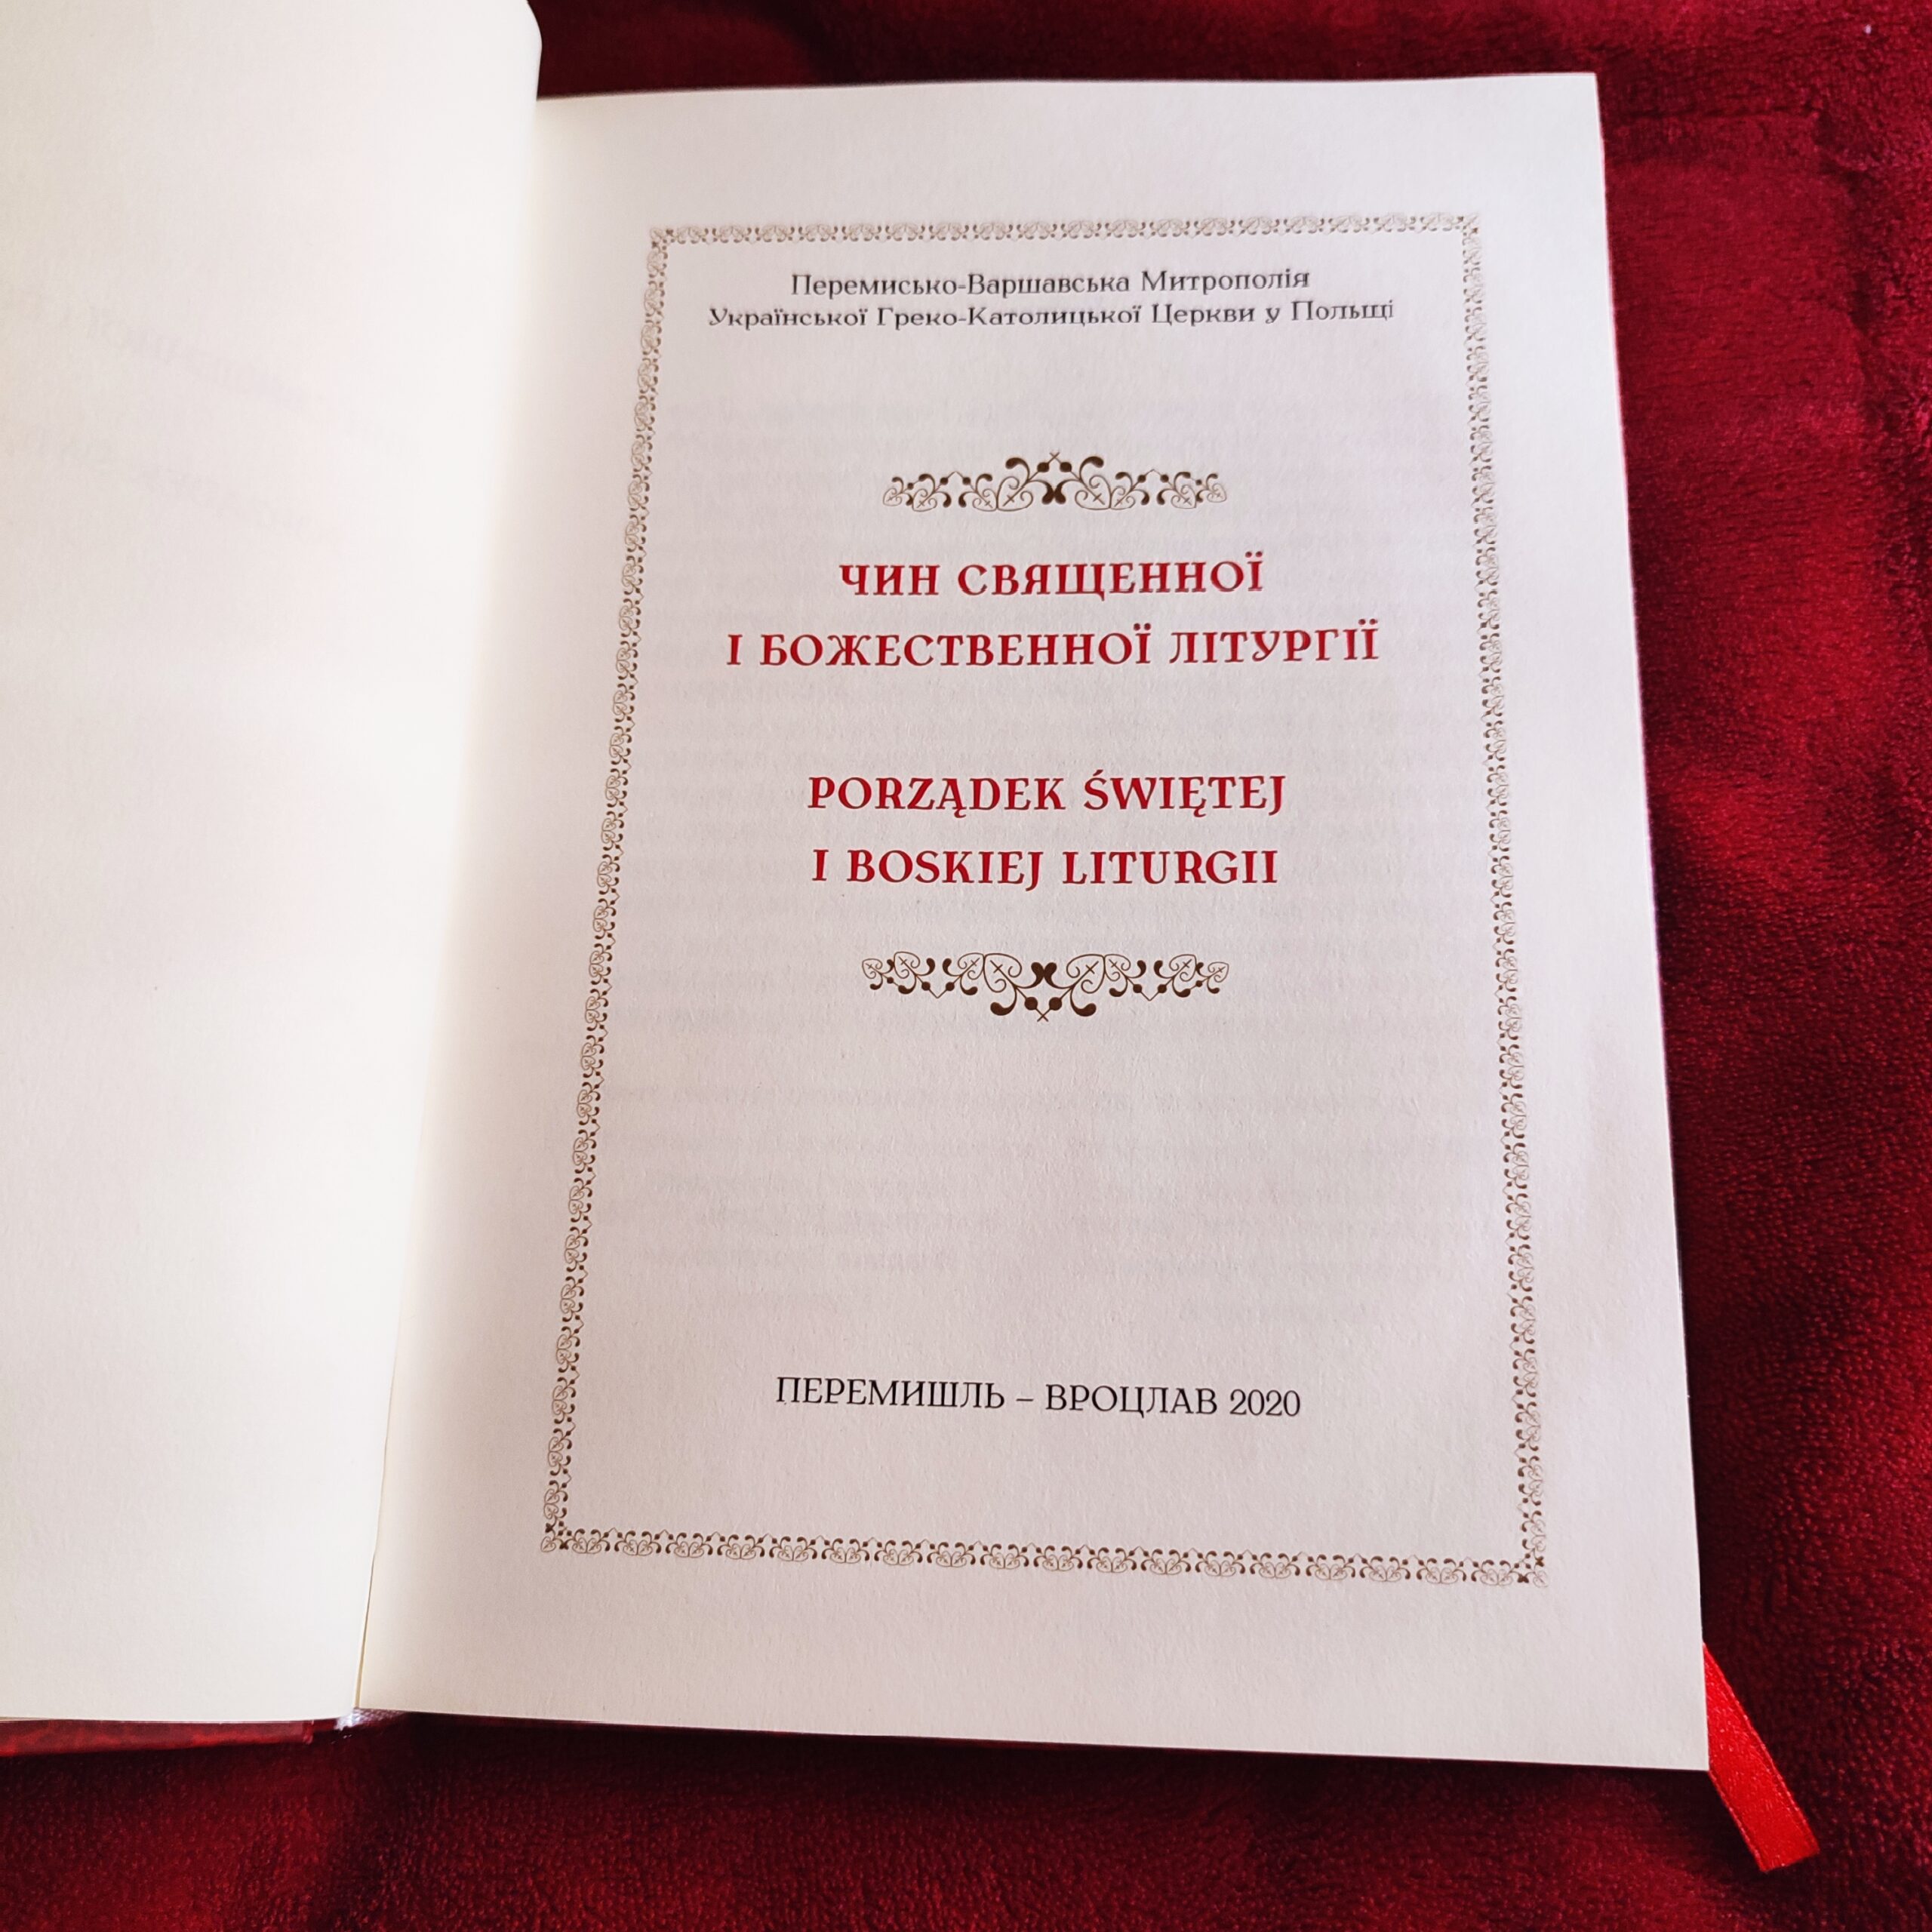 Перемисько-Варшавська Митрополія
Української Греко-Католицької Церкви у Польщі
ЧИН СВЯЩЕННОЇ
І БОЖЕСТВЕННОЇ ЛІТУРГІЇ
PORZĄDEK ŚWIĘTEJ
I BOSKIEJ LITURGII
ПЕРЕМИШЛЬ – ВРОЦЛАВ 2020